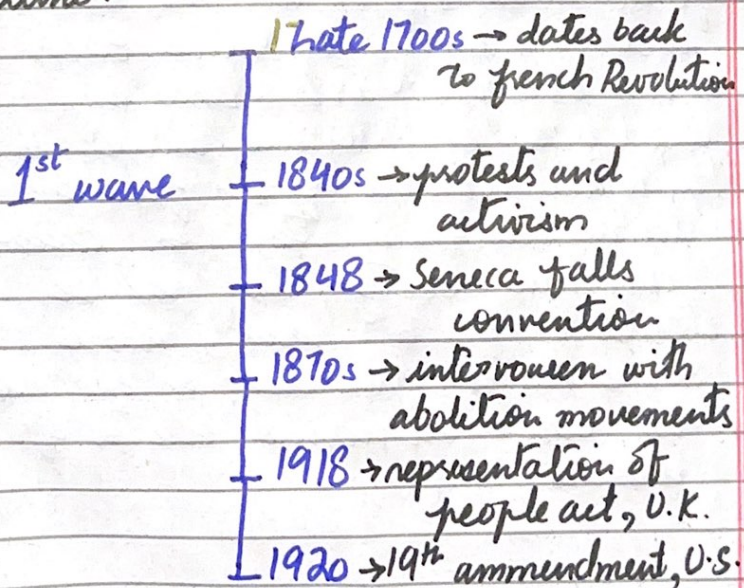 Late 1700s → dates back
to french Revolution
1st wave
1840s → protests and
activism
1848 → Seneca falls
convention
1870s → interwoven with
abolition movements
1918 → representation of
people act, U.K.
1920 → 19th ammendment, U.S.